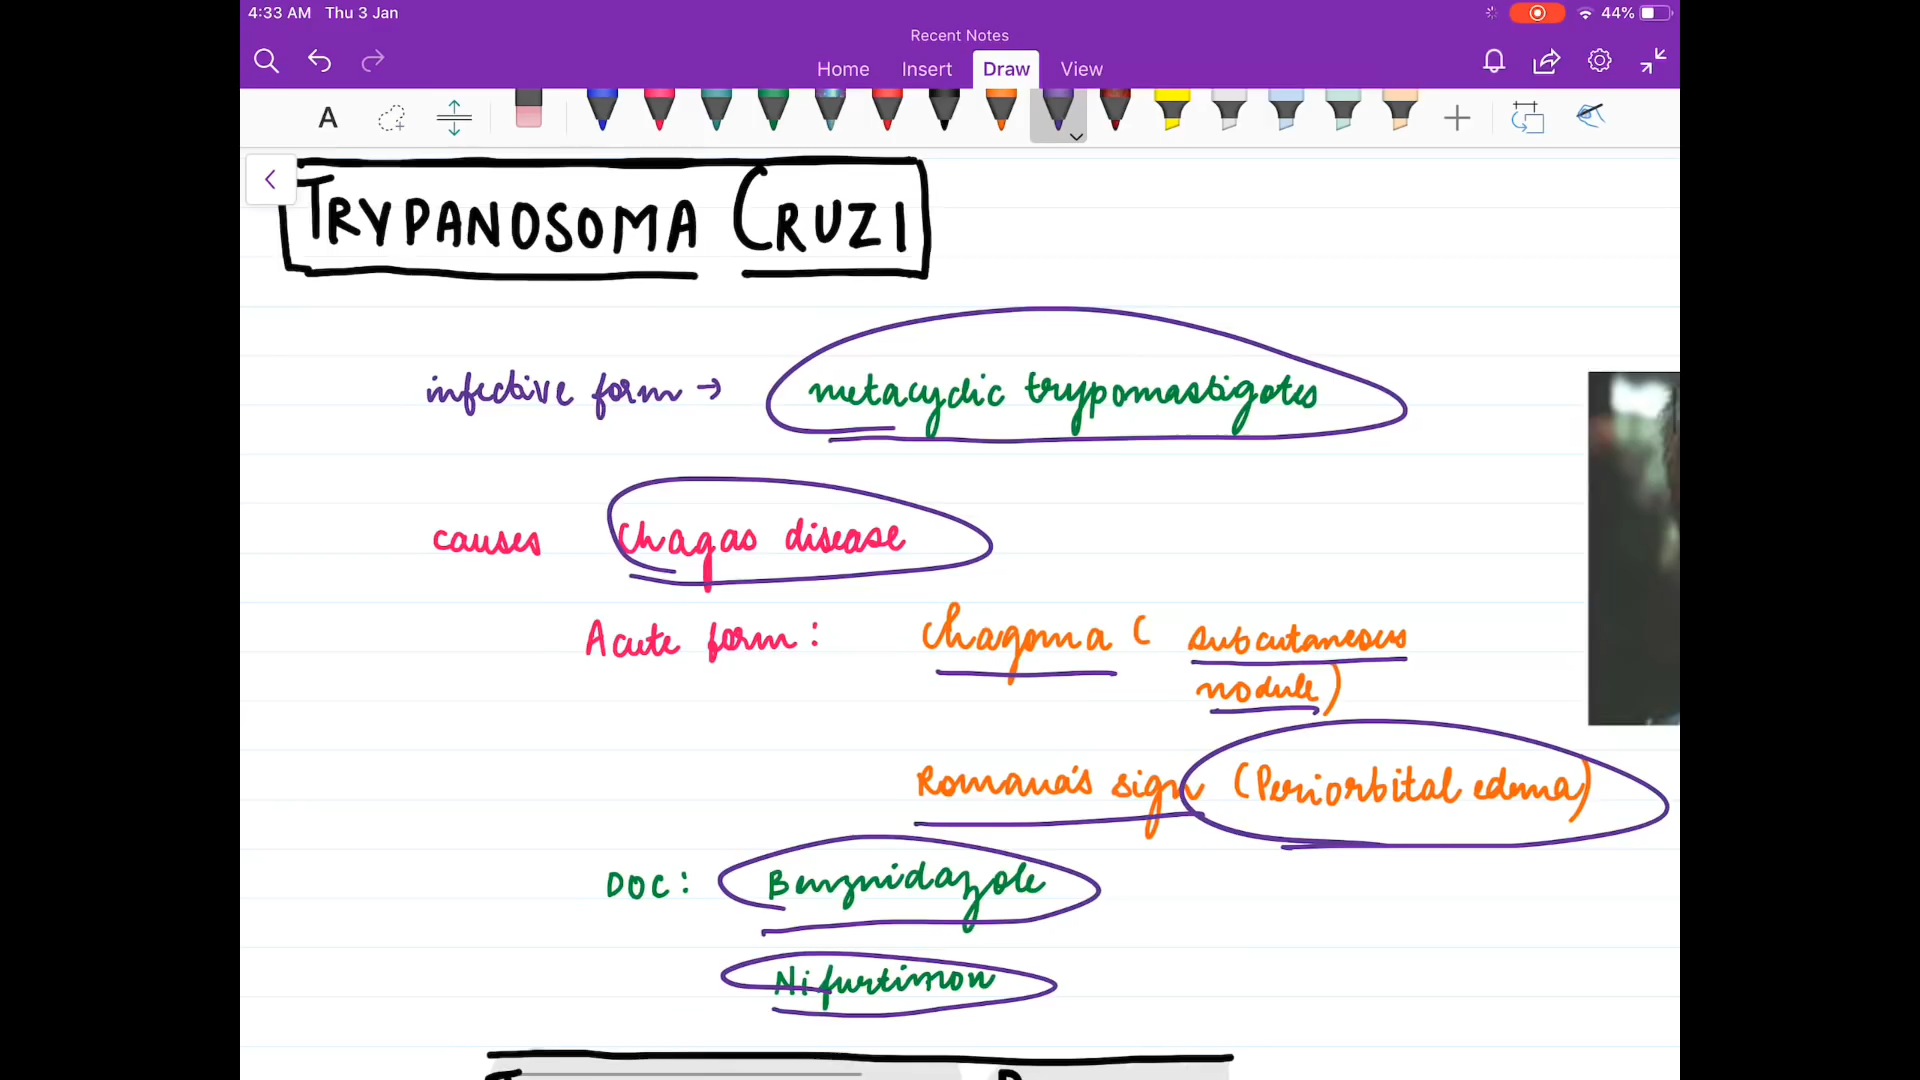 4:33 AM Thu 3 Jan 44%
Recent Notes
Home Insert Draw View
A
TRYPANOSOMA CRUZI
infective form → metacyclic trypomastigotes
causes Chagas disease
Acute form: Chagoma ( subcutaneous
nodule)
Romana's sign (Periorbital edema)
DOC: Benznidazole
Nifurtimon